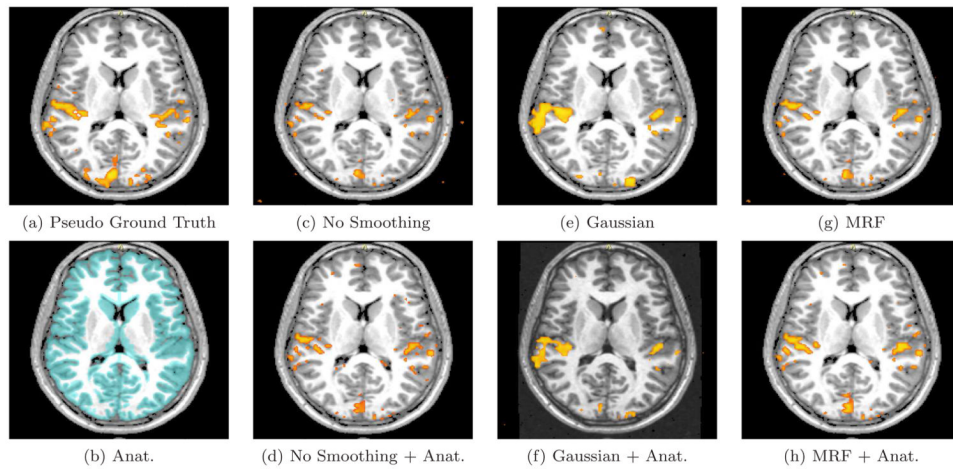 (a) Pseudo Ground Truth
(c) No Smoothing
(e) Gaussian
(g) MRF
(b) Anat.
(d) No Smoothing + Anat.
(f) Gaussian + Anat.
(h) MRF + Anat.